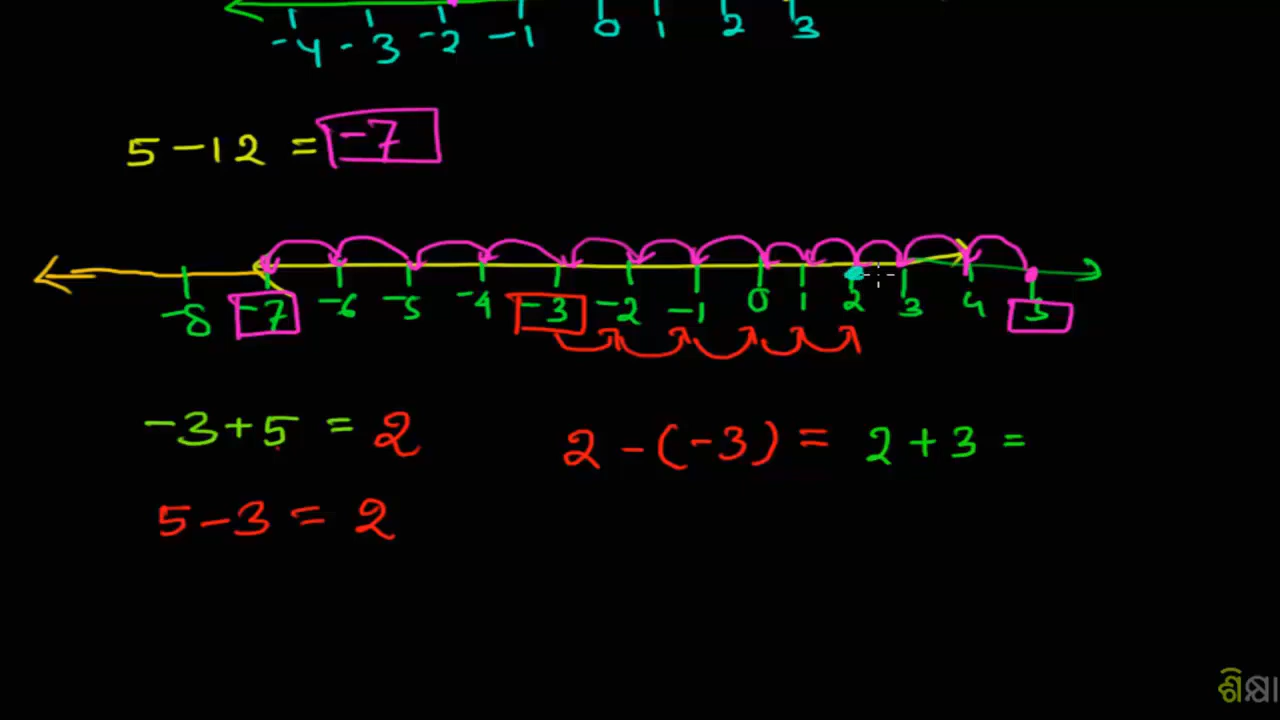 -4 -3 -2 -1 0 1 2 3
5 - 12 = -7
-8 -7 -6 -5 -4 -3 -2 -1 0 1 2 3 4 5
-3 + 5 = 2
2 - (-3) = 2 + 3 =
5 - 3 = 2
ଶିକ୍ଷା